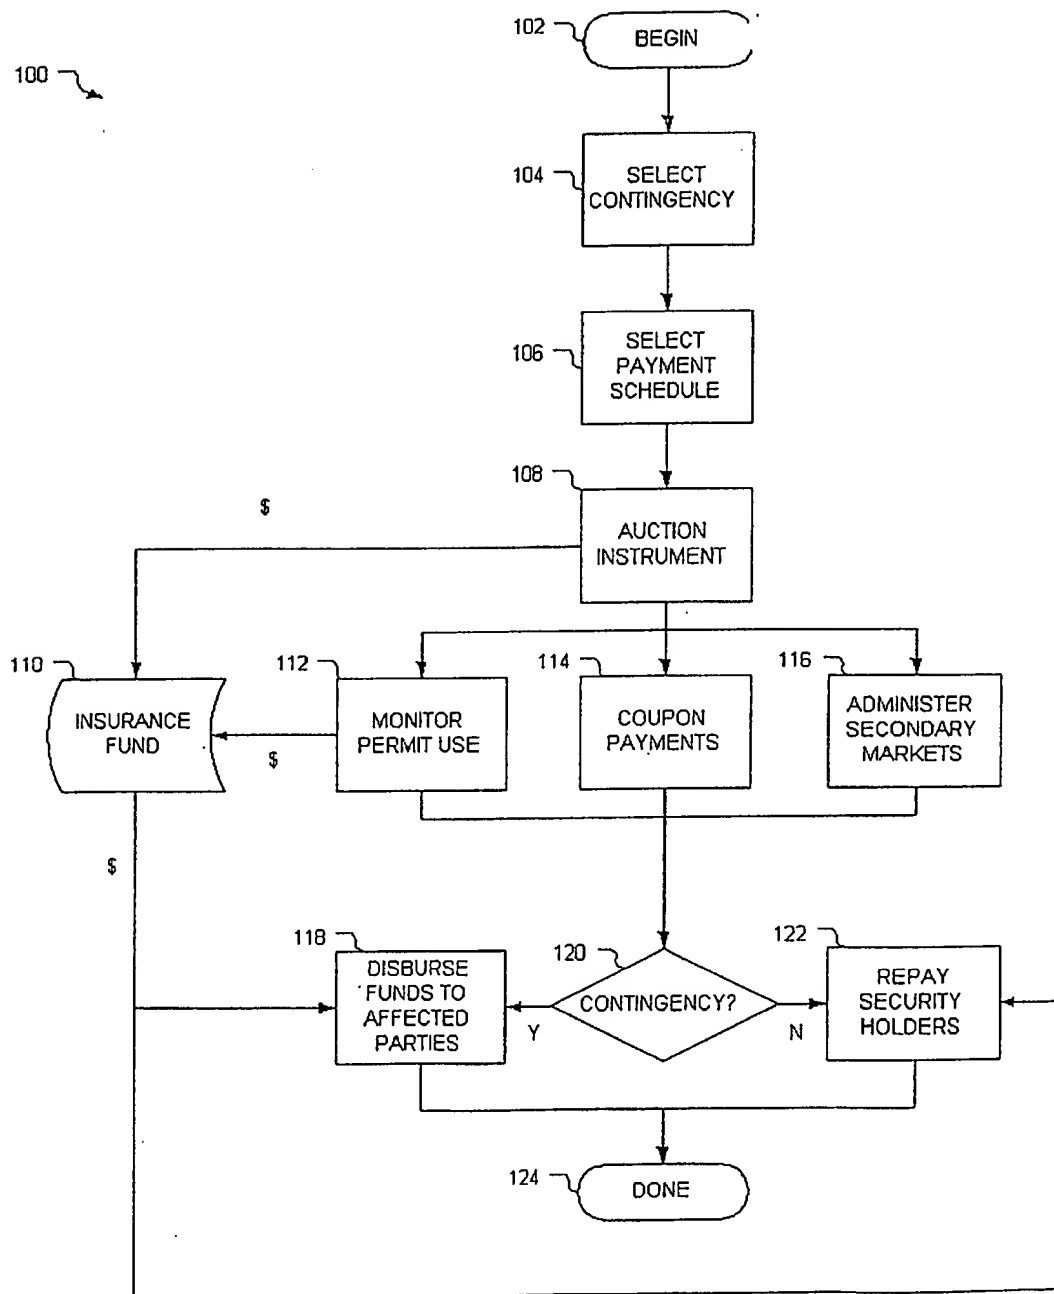 102
BEGIN
100
104
SELECT
CONTINGENCY
106
SELECT
PAYMENT
SCHEDULE
108
$
AUCTION
INSTRUMENT
110
112
114
116
INSURANCE
FUND
$
MONITOR
PERMIT USE
COUPON
PAYMENTS
ADMINISTER
SECONDARY
MARKETS
$
118
120
122
DISBURSE
FUNDS TO
AFFECTED
PARTIES
Y
CONTINGENCY?
N
REPAY
SECURITY
HOLDERS
124
DONE